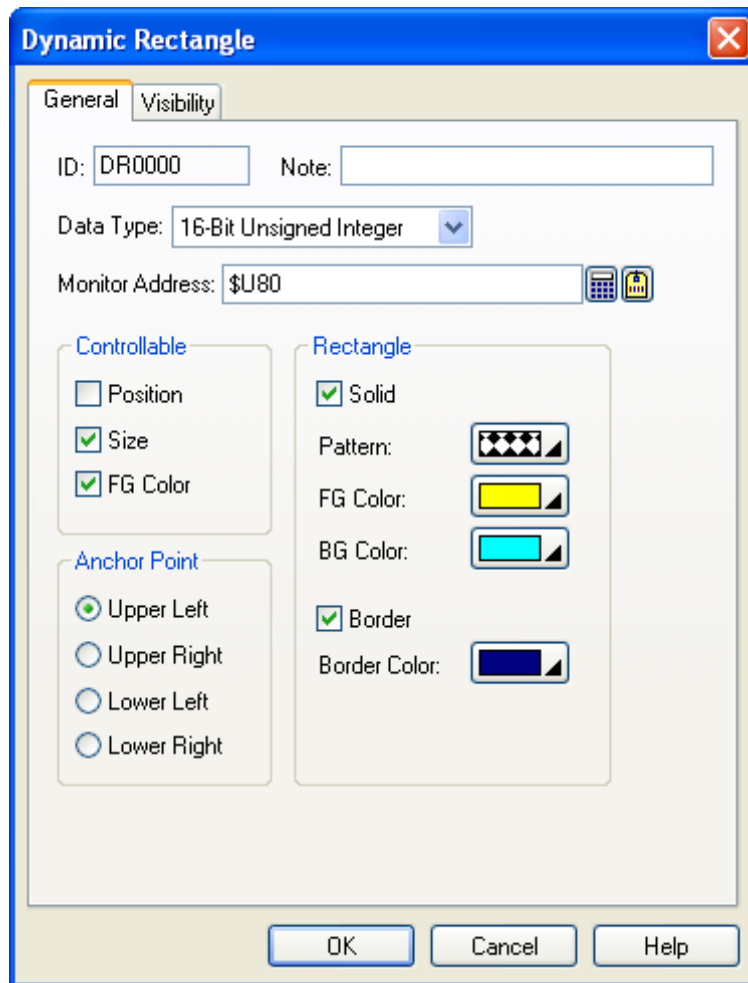 Dynamic Rectangle
General Visibility
ID: DR0000 Note:
Data Type: 16-Bit Unsigned Integer
Monitor Address: $U80
Controllable
Position
Size
FG Color
Rectangle
Solid
Pattern:
FG Color:
BG Color:
Border
Border Color:
Anchor Point
Upper Left
Upper Right
Lower Left
Lower Right
OK Cancel Help